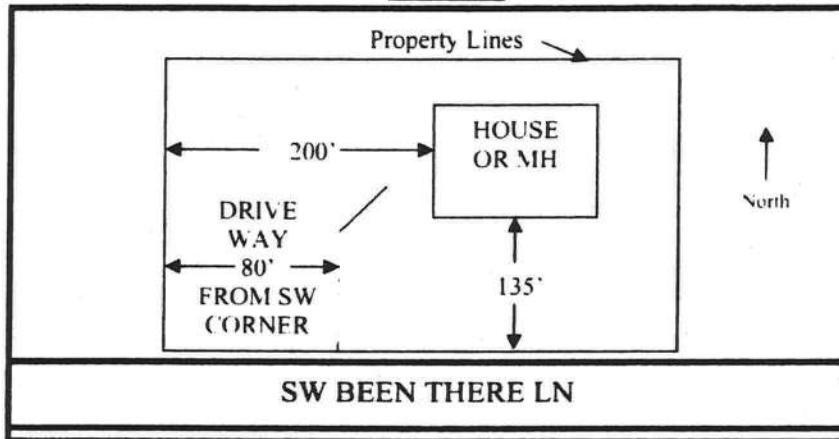 Property Lines
HOUSE
OR MH
200'
North
DRIVE
WAY
80'
FROM SW
CORNER
135'
SW BEEN THERE LN